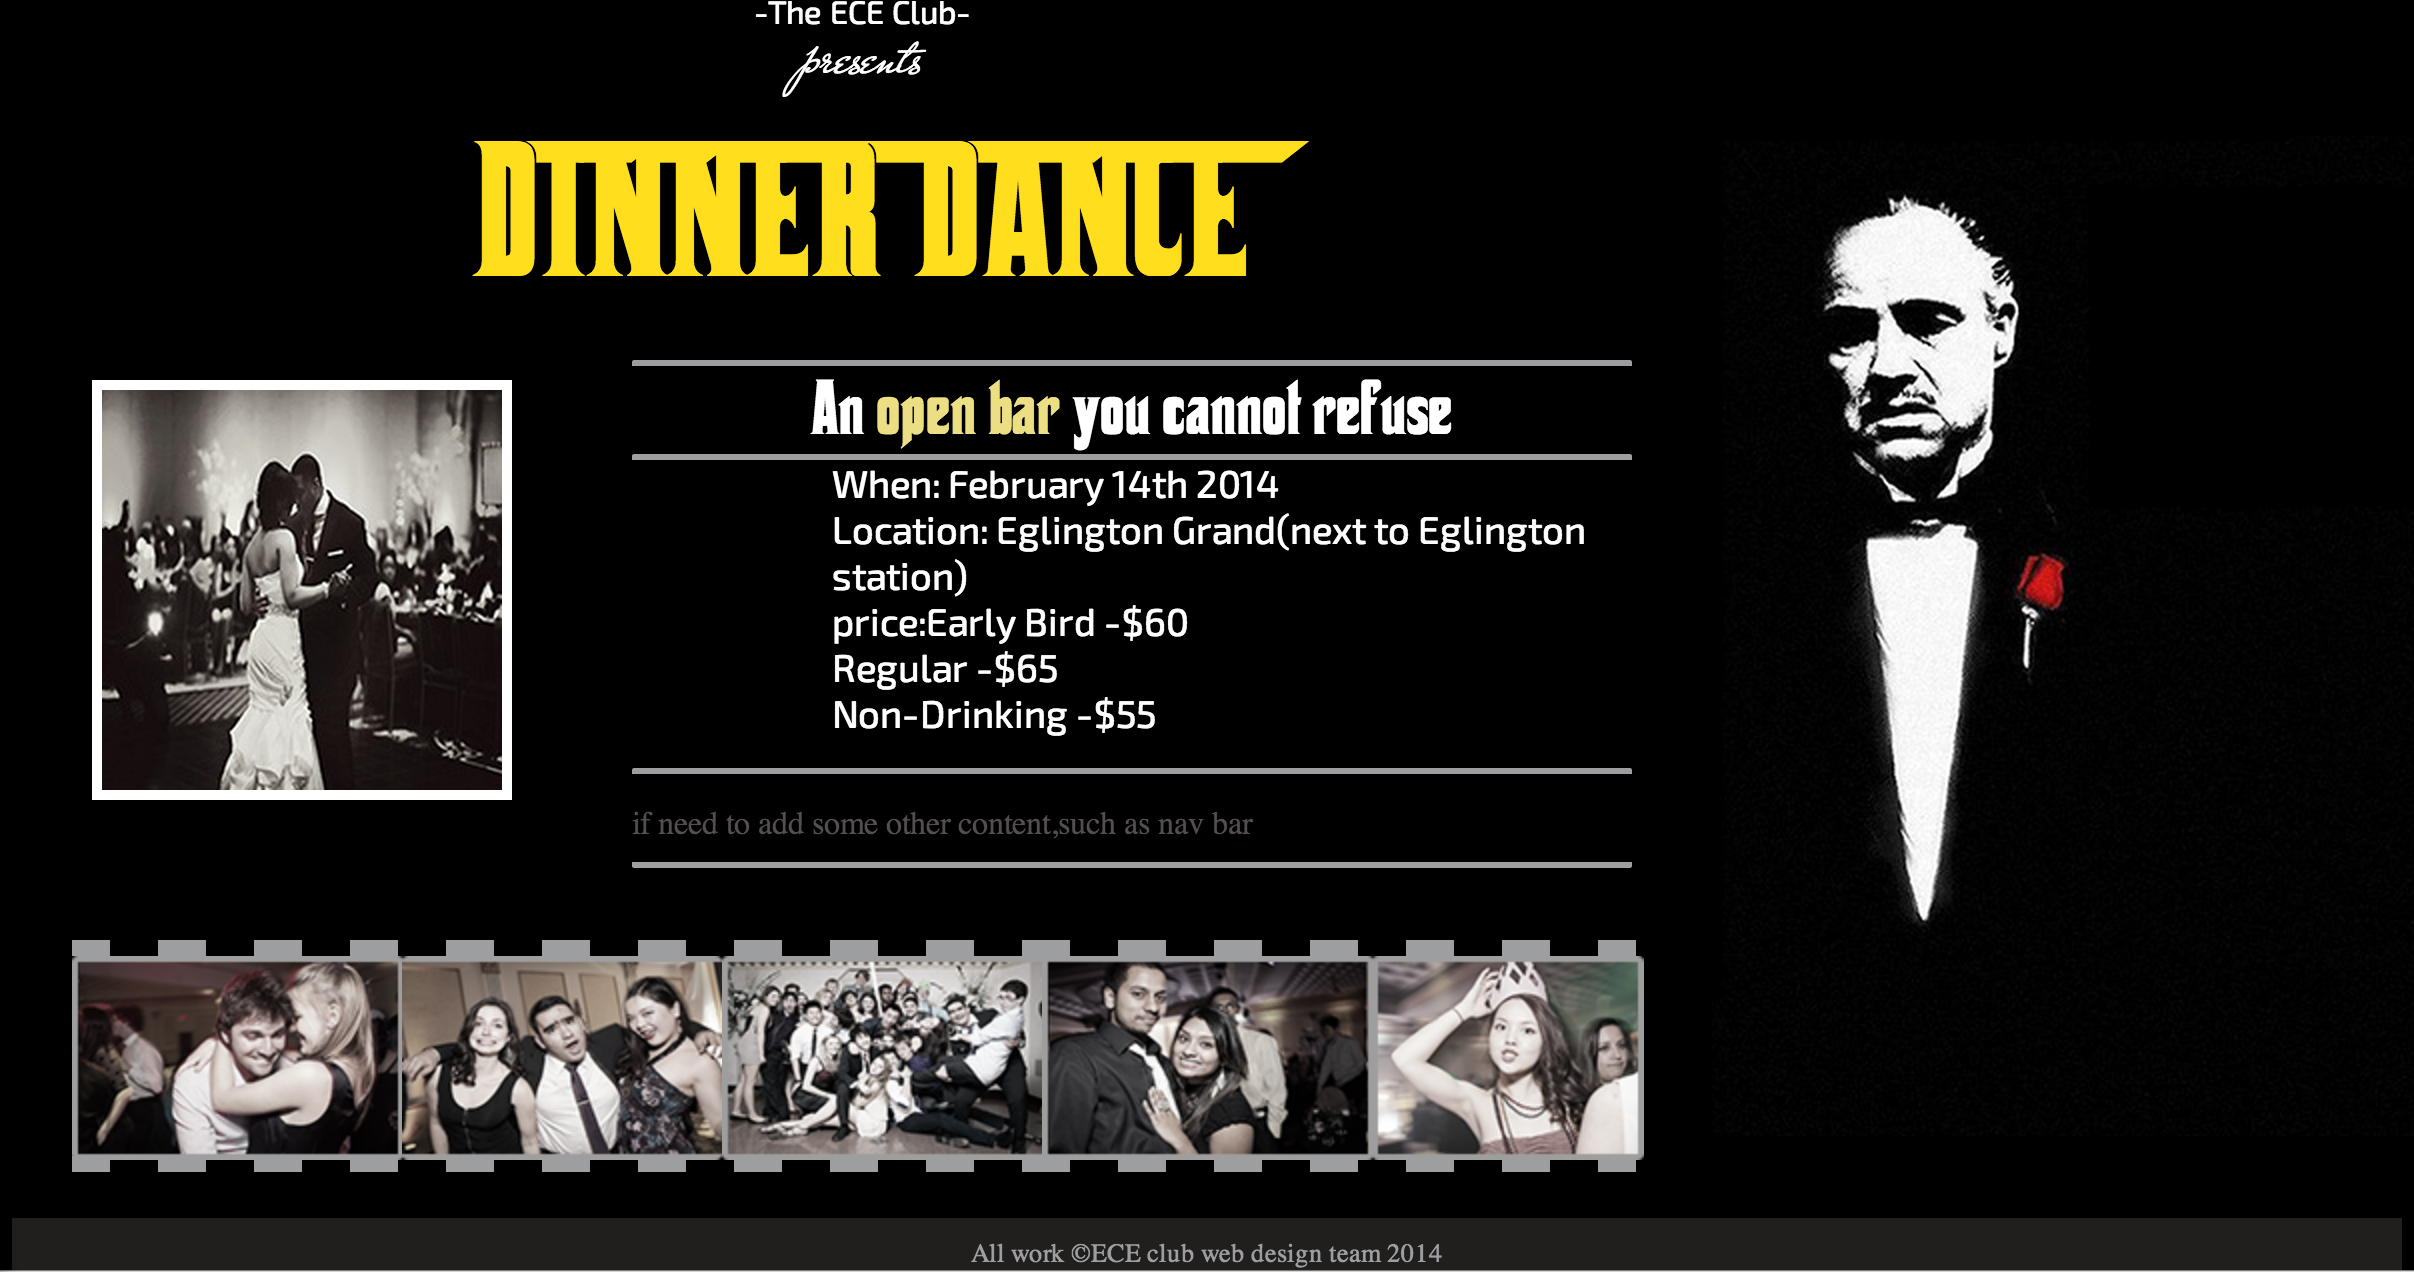 -The ECE Club-
presents
DINNER DANCE
An open bar you cannot refuse
When: February 14th 2014
Location: Eglington Grand(next to Eglington
station)
price:Early Bird -$60
Regular -$65
Non-Drinking -$55
if need to add some other content,such as nav bar
All work ©ECE club web design team 2014